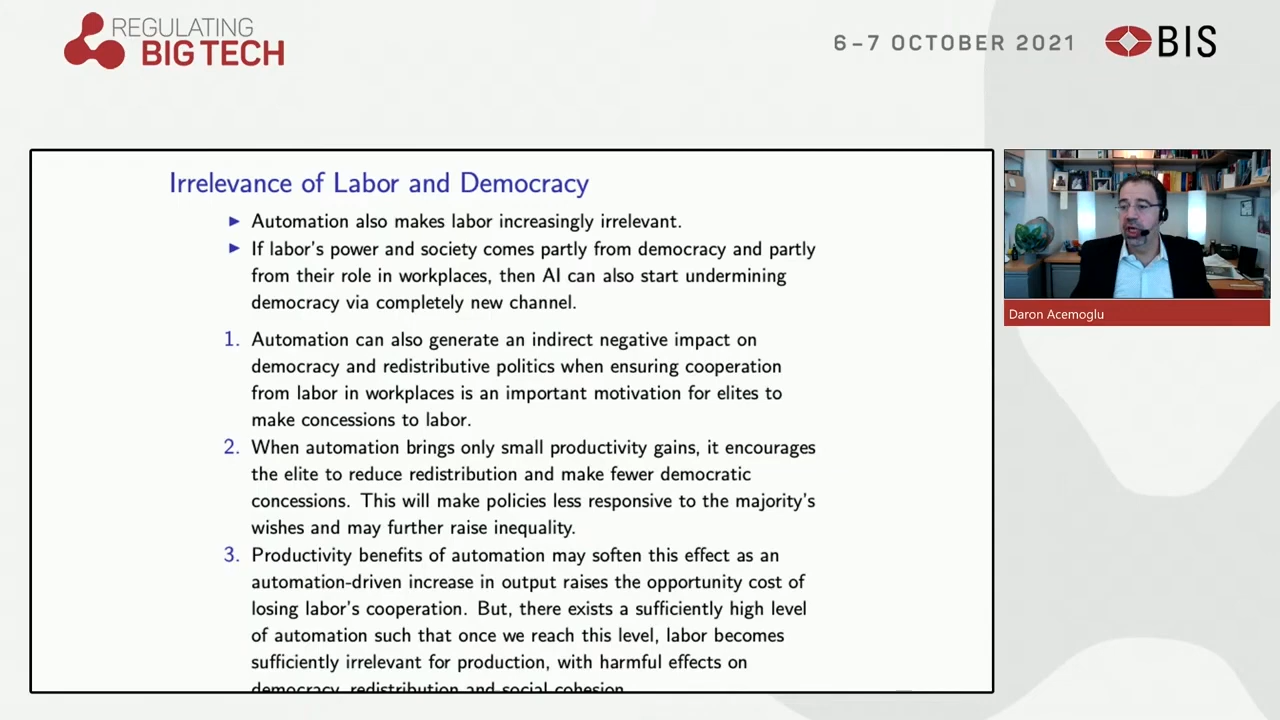 REGULATING
BIG TECH
6–7 OCTOBER 2021
BIS
Irrelevance of Labor and Democracy
▶ Automation also makes labor increasingly irrelevant.
▶ If labor's power and society comes partly from democracy and partly
from their role in workplaces, then AI can also start undermining
democracy via completely new channel.
1. Automation can also generate an indirect negative impact on
democracy and redistributive politics when ensuring cooperation
from labor in workplaces is an important motivation for elites to
make concessions to labor.
2. When automation brings only small productivity gains, it encourages
the elite to reduce redistribution and make fewer democratic
concessions. This will make policies less responsive to the majority's
wishes and may further raise inequality.
3. Productivity benefits of automation may soften this effect as an
automation-driven increase in output raises the opportunity cost of
losing labor's cooperation. But, there exists a sufficiently high level
of automation such that once we reach this level, labor becomes
sufficiently irrelevant for production, with harmful effects on
democracy, redistribution and social cohesion.
Daron Acemoglu